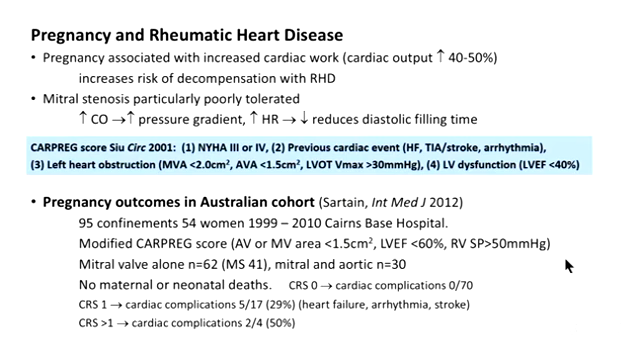 Pregnancy and Rheumatic Heart Disease
• Pregnancy associated with increased cardiac work (cardiac output ↑ 40-50%)
increases risk of decompensation with RHD
• Mitral stenosis particularly poorly tolerated
↑ CO →↑ pressure gradient, ↑ HR → ↓ reduces diastolic filling time
CARPREG score Siu Circ 2001: (1) NYHA III or IV, (2) Previous cardiac event (HF, TIA/stroke, arrhythmia),
(3) Left heart obstruction (MVA <2.0cm², AVA <1.5cm², LVOT Vmax >30mmHg), (4) LV dysfunction (LVEF <40%)
• Pregnancy outcomes in Australian cohort (Sartain, Int Med J 2012)
95 confinements 54 women 1999 – 2010 Cairns Base Hospital.
Modified CARPREG score (AV or MV area <1.5cm², LVEF <60%, RV SP>50mmHg)
Mitral valve alone n=62 (MS 41), mitral and aortic n=30
No maternal or neonatal deaths. CRS 0 → cardiac complications 0/70
CRS 1 → cardiac complications 5/17 (29%) (heart failure, arrhythmia, stroke)
CRS >1 → cardiac complications 2/4 (50%)